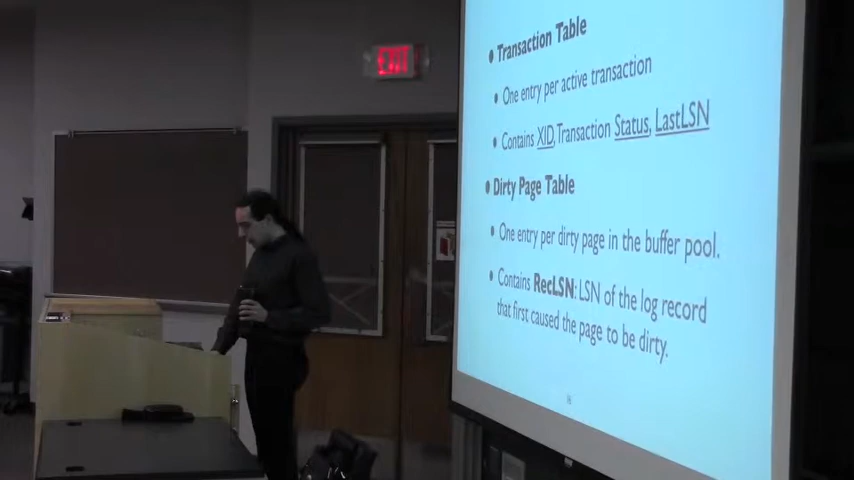 EXIT
• Transaction Table
• One entry per active transaction
• Contains XID, Transaction Status, LastLSN
• Dirty Page Table
• One entry per dirty page in the buffer pool.
• Contains RecLSN: LSN of the log record
that first caused the page to be dirty.